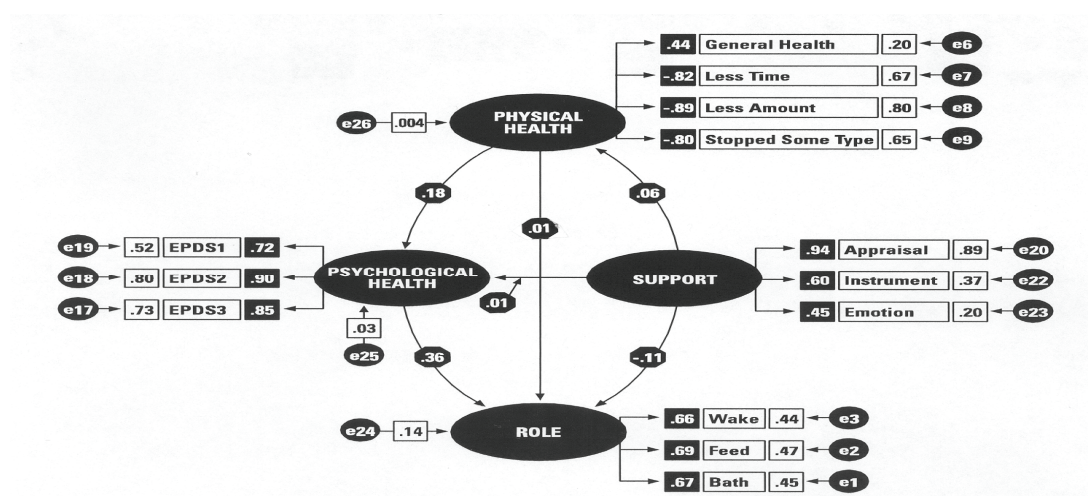 .44 General Health .20 e6
-.82 Less Time .67 e7
-.89 Less Amount .80 e8
-.80 Stopped Some Type .65 e9
e26 .004 PHYSICAL
HEALTH
.18 .06
.01
e19 .52 EPDS1 .72
e18 .80 EPDS2 .90
e17 .73 EPDS3 .85
PSYCHOLOGICAL
HEALTH
SUPPORT
.94 Appraisal .89 e20
.60 Instrument .37 e22
.45 Emotion .20 e23
.01
.03
e25
.36 -.11
e24 .14 ROLE
.66 Wake .44 e3
.69 Feed .47 e2
.67 Bath .45 e1